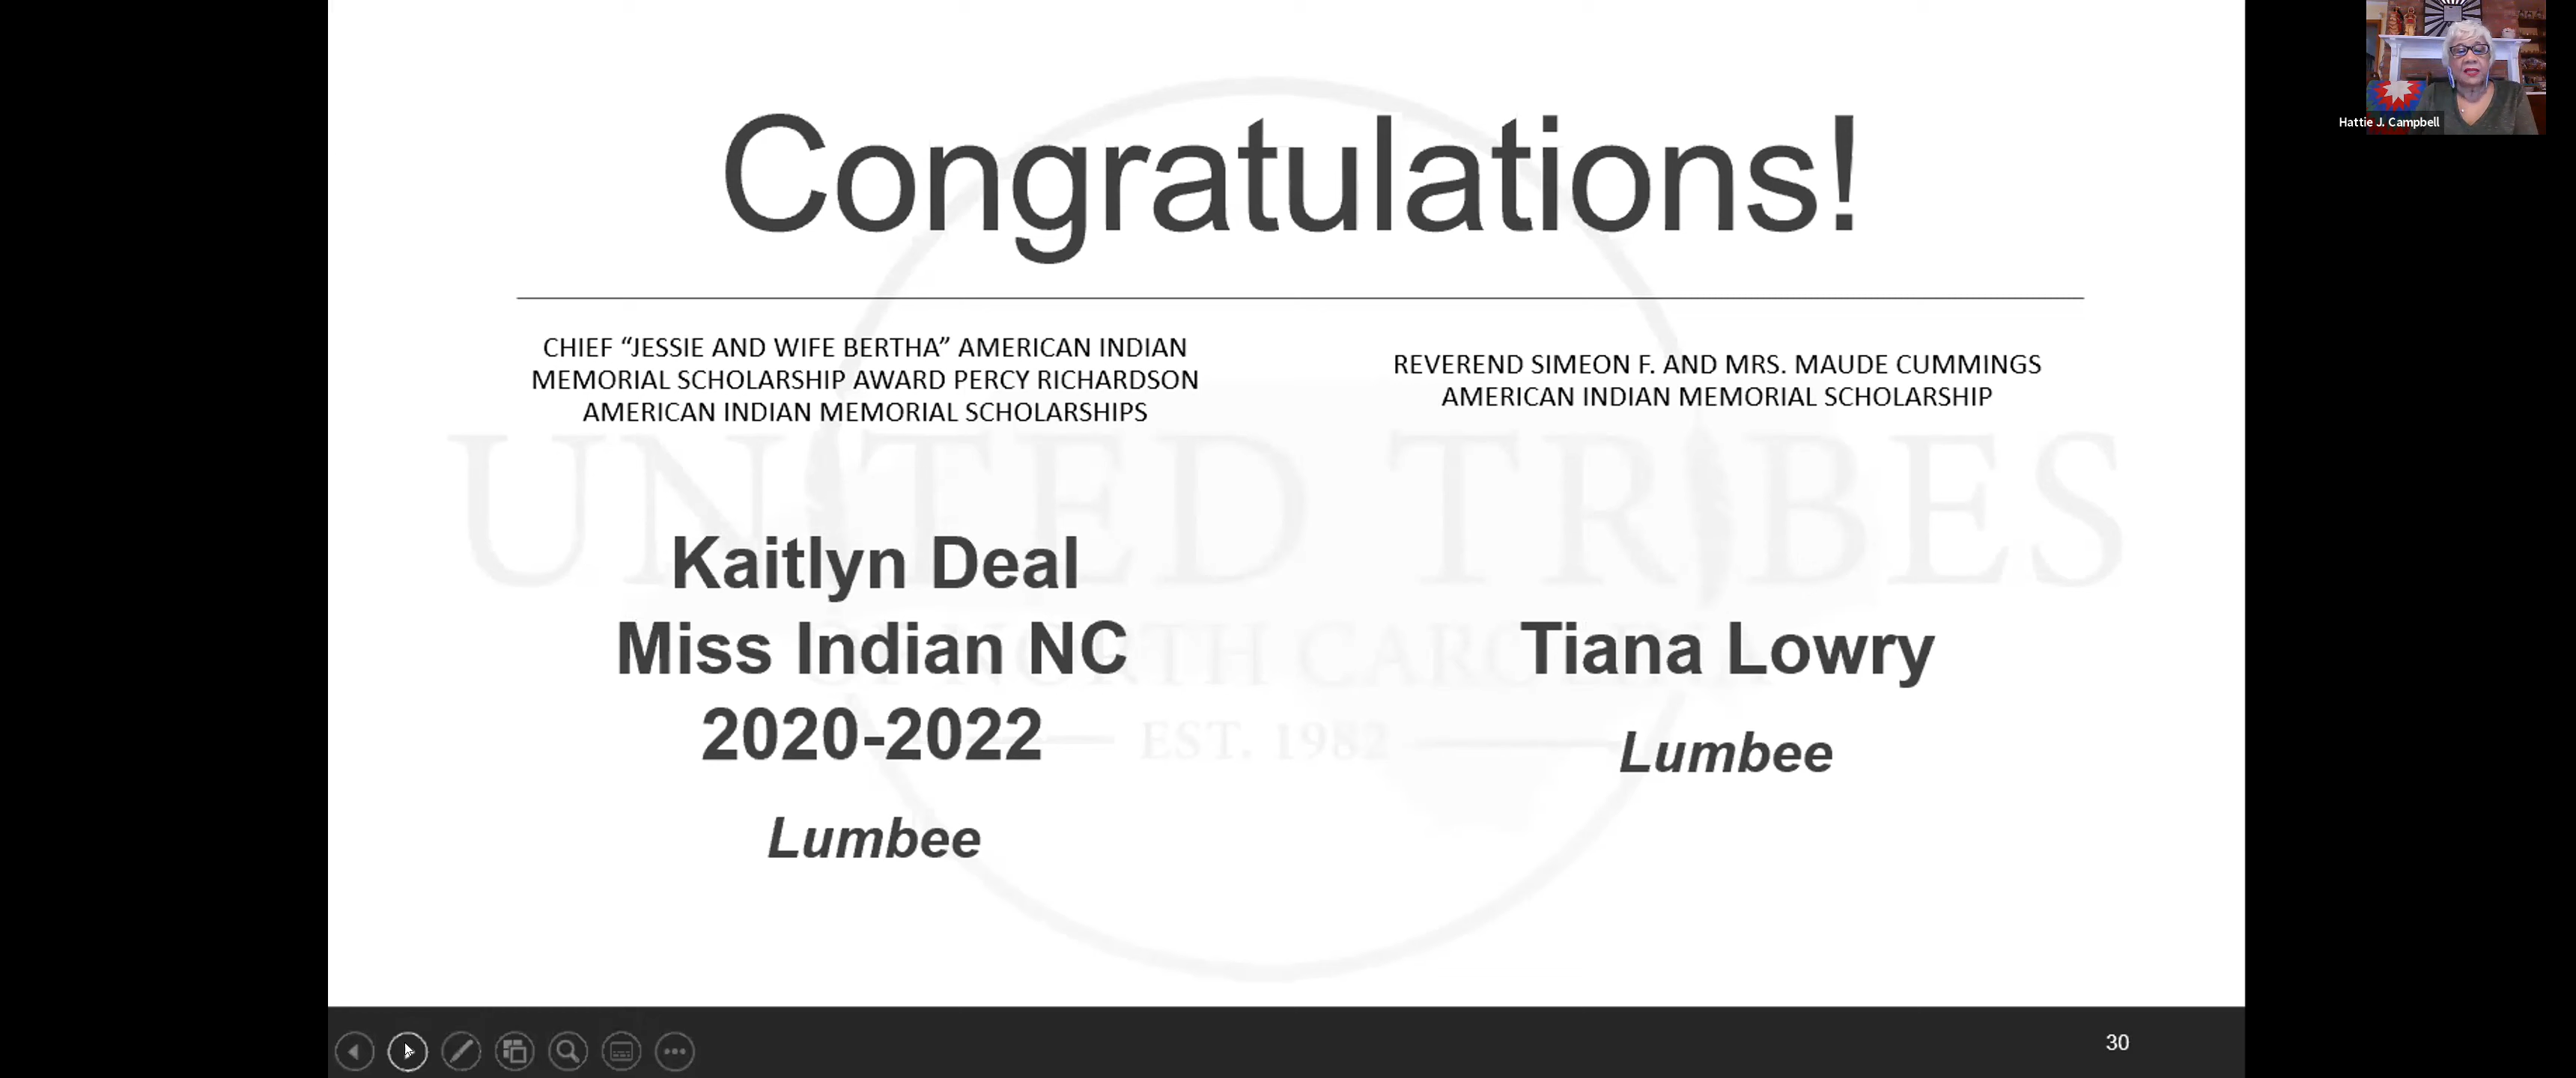 Congratulations!
CHIEF “JESSIE AND WIFE BERTHA” AMERICAN INDIAN
MEMORIAL SCHOLARSHIP AWARD PERCY RICHARDSON
AMERICAN INDIAN MEMORIAL SCHOLARSHIPS
Kaitlyn Deal
Miss Indian NC
2020-2022
Lumbee
REVEREND SIMEON F. AND MRS. MAUDE CUMMINGS
AMERICAN INDIAN MEMORIAL SCHOLARSHIP
Tiana Lowry
Lumbee
UNITED TRIBES
OF NORTH CAROLINA
EST. 1982
30
Hattie J. Campbell